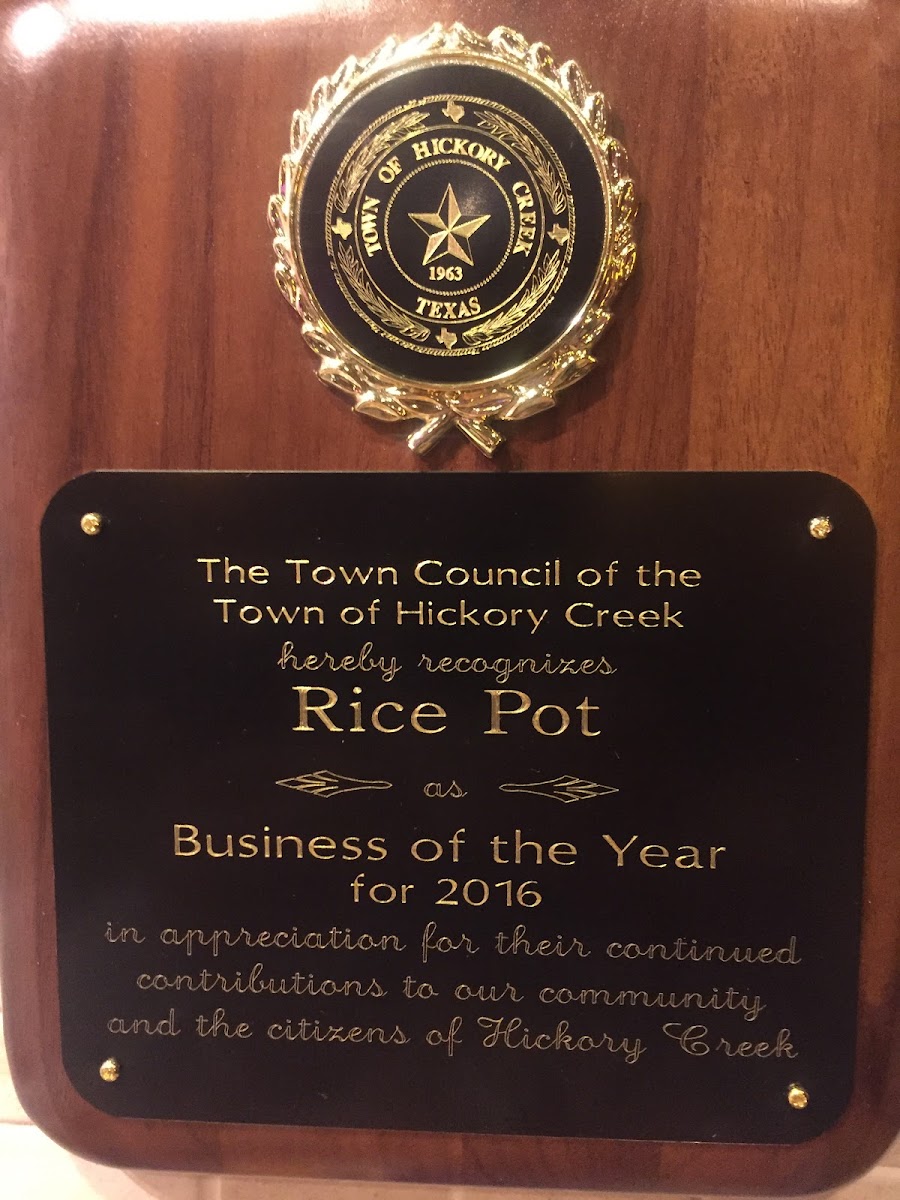 TOWN OF HICKORY CREEK
1963
TEXAS
The Town Council of the
Town of Hickory Creek
hereby recognizes
Rice Pot
as
Business of the Year
for 2016
in appreciation for their continued
contributions to our community
and the citizens of Hickory Creek